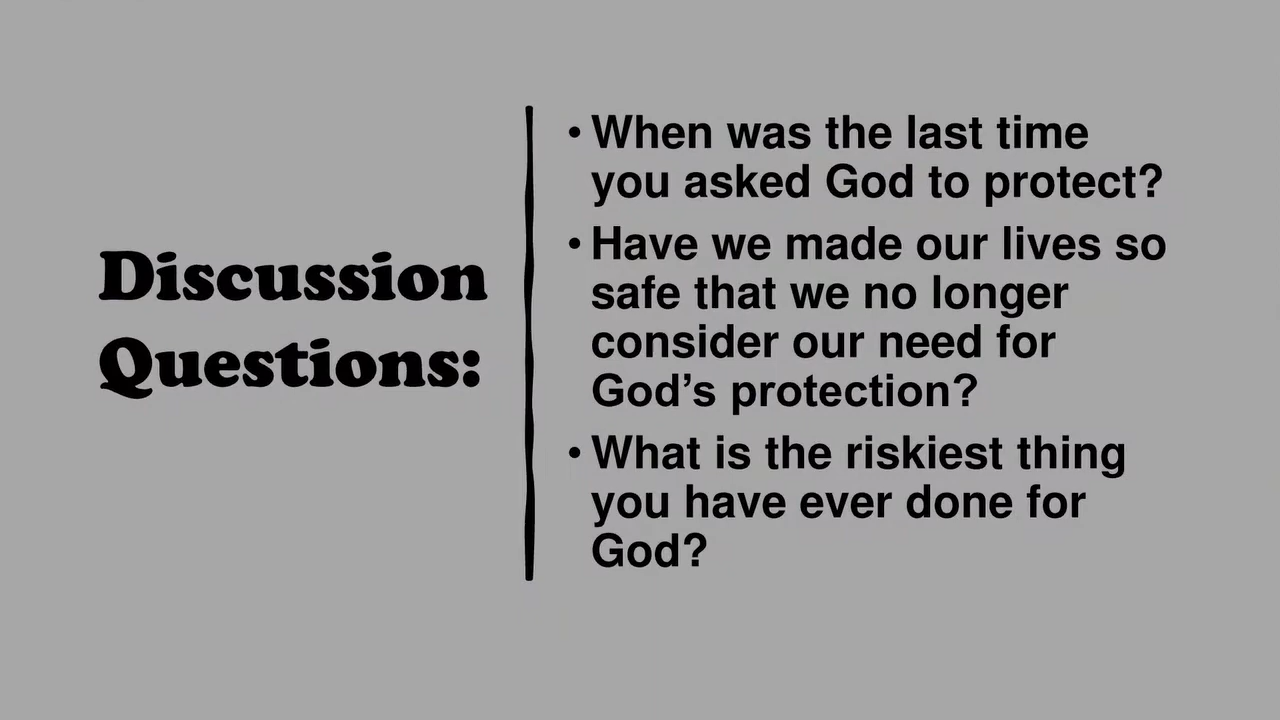 Discussion
Questions:
• When was the last time
you asked God to protect?
• Have we made our lives so
safe that we no longer
consider our need for
God’s protection?
• What is the riskiest thing
you have ever done for
God?